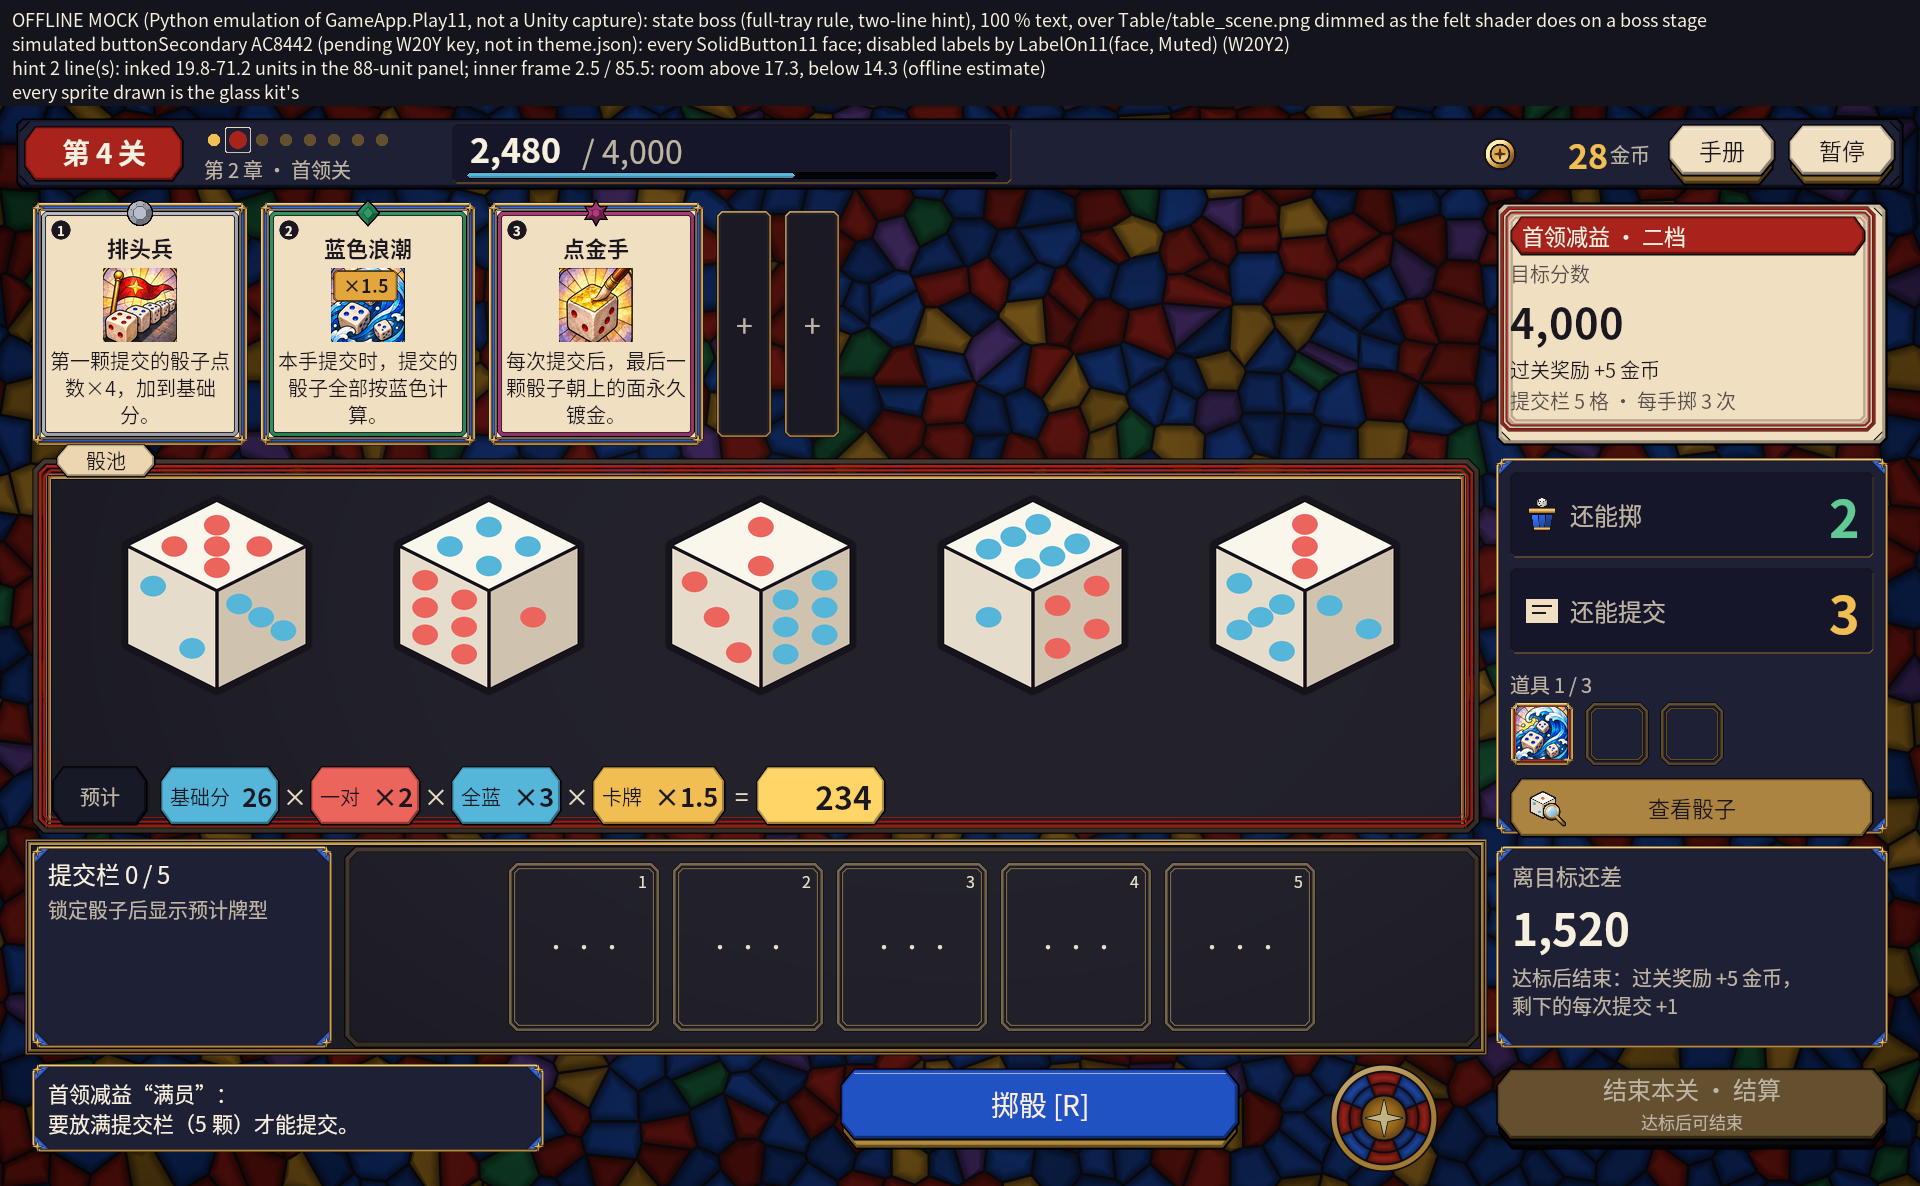 OFFLINE MOCK (Python emulation of GameApp.Play11, not a Unity capture): state boss (full-tray rule, two-line hint), 100 % text, over Table/table_scene.png dimmed as the felt shader does on a boss stage
simulated buttonSecondary AC8442 (pending W20Y key, not in theme.json): every SolidButton11 face; disabled labels by LabelOn11(face, Muted) (W20Y2)
hint 2 line(s): inked 19.8-71.2 units in the 88-unit panel; inner frame 2.5 / 85.5: room above 17.3, below 14.3 (offline estimate)
every sprite drawn is the glass kit's
第 4 关
第 2 章 · 首领关
2,480 / 4,000
28金币
手册
暂停
1
排头兵
第一颗提交的骰子点
数×4，加到基础
分。
2
蓝色浪潮
×1.5
本手提交时，提交的
骰子全部按蓝色计
算。
3
点金手
每次提交后，最后一
颗骰子朝上的面永久
镀金。
+
+
首领减益 · 二档
目标分数
4,000
过关奖励 +5 金币
提交栏 5 格 · 每手掷 3 次
骰池
还能掷
2
还能提交
3
道具 1 / 3
查看骰子
预计
基础分 26 × 一对 ×2 × 全蓝 ×3 × 卡牌 ×1.5 = 234
提交栏 0 / 5
锁定骰子后显示预计牌型
1
. . .
2
. . .
3
. . .
4
. . .
5
. . .
离目标还差
1,520
达标后结束：过关奖励 +5 金币，
剩下的每次提交 +1
首领减益“满员”：
要放满提交栏（5 颗）才能提交。
掷骰 [R]
结束本关 · 结算
达标后可结束